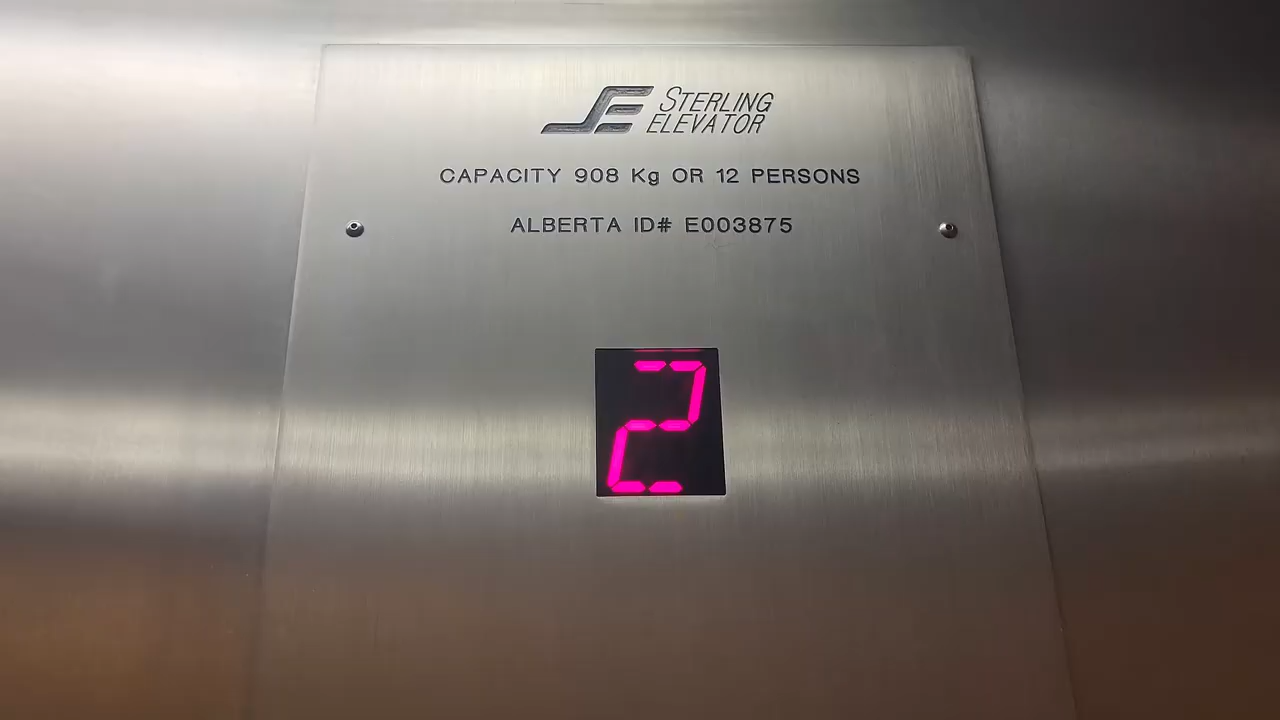 STERLING
ELEVATOR
CAPACITY 908 Kg OR 12 PERSONS
ALBERTA ID# E003875
2